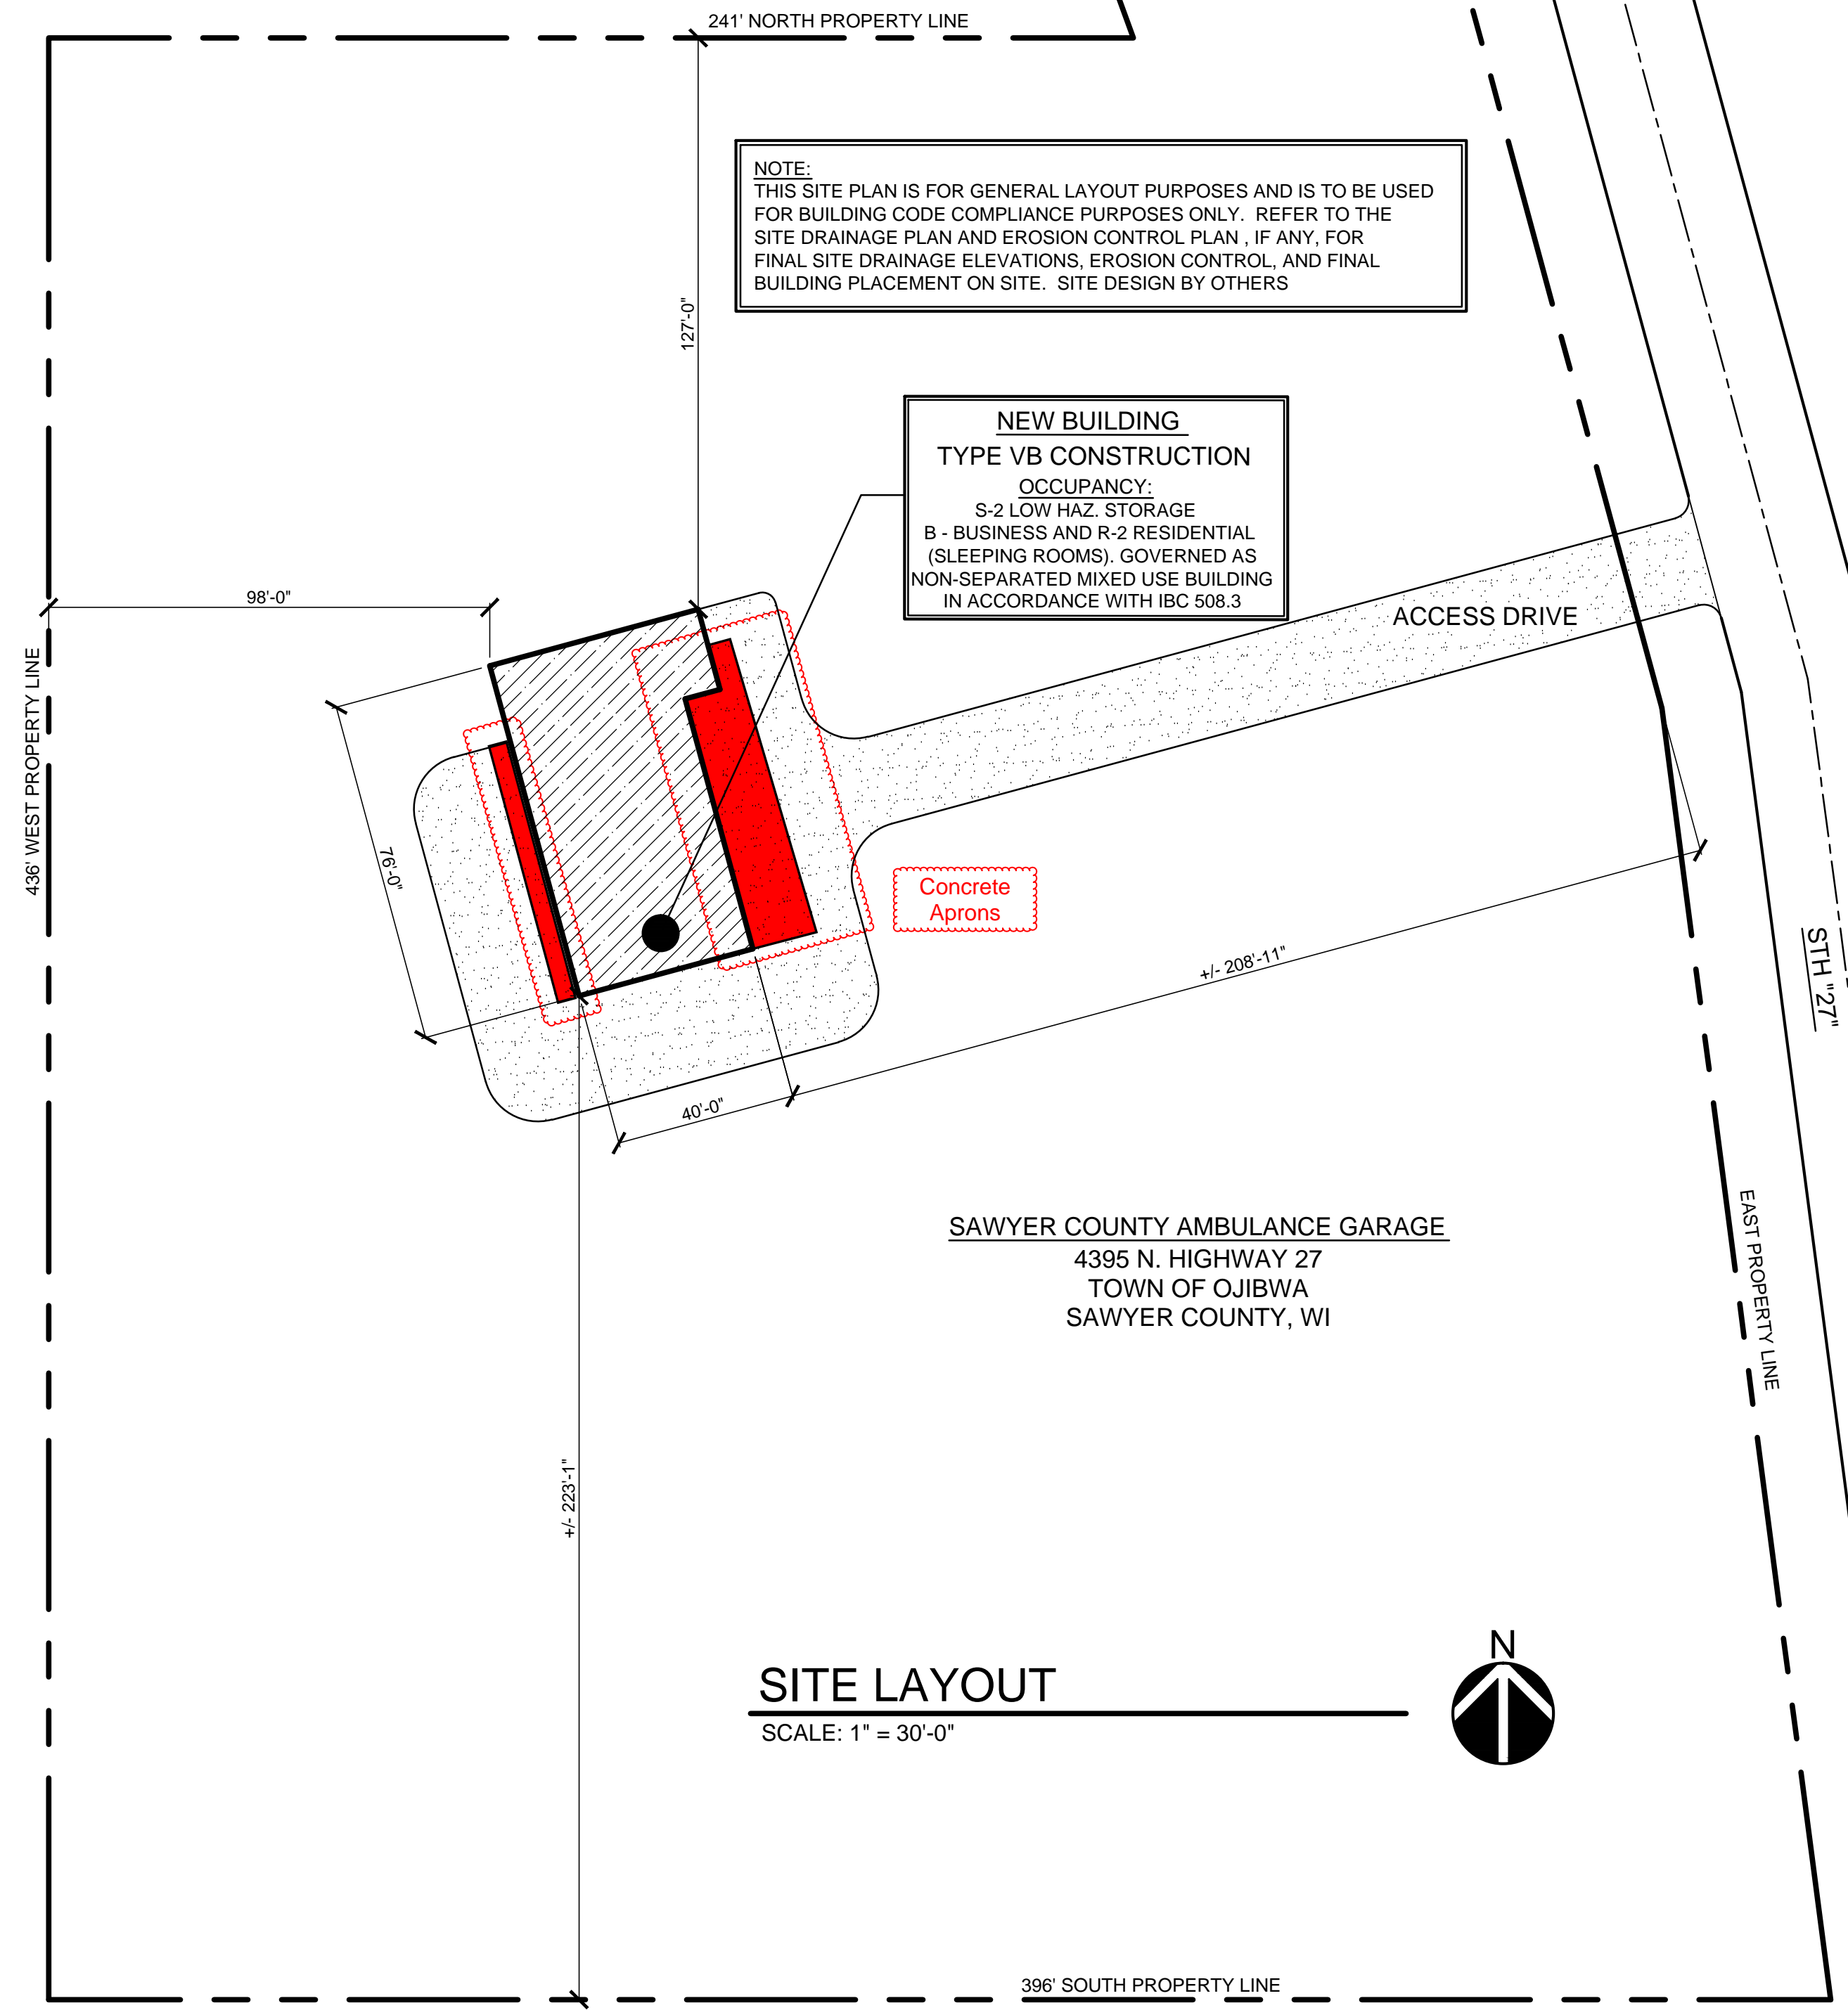 241' NORTH PROPERTY LINE
NOTE:
THIS SITE PLAN IS FOR GENERAL LAYOUT PURPOSES AND IS TO BE USED
FOR BUILDING CODE COMPLIANCE PURPOSES ONLY. REFER TO THE
SITE DRAINAGE PLAN AND EROSION CONTROL PLAN , IF ANY, FOR
FINAL SITE DRAINAGE ELEVATIONS, EROSION CONTROL, AND FINAL
BUILDING PLACEMENT ON SITE. SITE DESIGN BY OTHERS
127'-0"
NEW BUILDING
TYPE VB CONSTRUCTION
OCCUPANCY:
S-2 LOW HAZ. STORAGE
B - BUSINESS AND R-2 RESIDENTIAL
(SLEEPING ROOMS). GOVERNED AS
NON-SEPARATED MIXED USE BUILDING
IN ACCORDANCE WITH IBC 508.3
98'-0"
ACCESS DRIVE
436' WEST PROPERTY LINE
76'-0"
Concrete
Aprons
+/- 208'-11"
STH "27"
40'-0"
SAWYER COUNTY AMBULANCE GARAGE
4395 N. HIGHWAY 27
TOWN OF OJIBWA
SAWYER COUNTY, WI
EAST PROPERTY LINE
+/- 223'-1"
N
SITE LAYOUT
SCALE: 1" = 30'-0"
396' SOUTH PROPERTY LINE